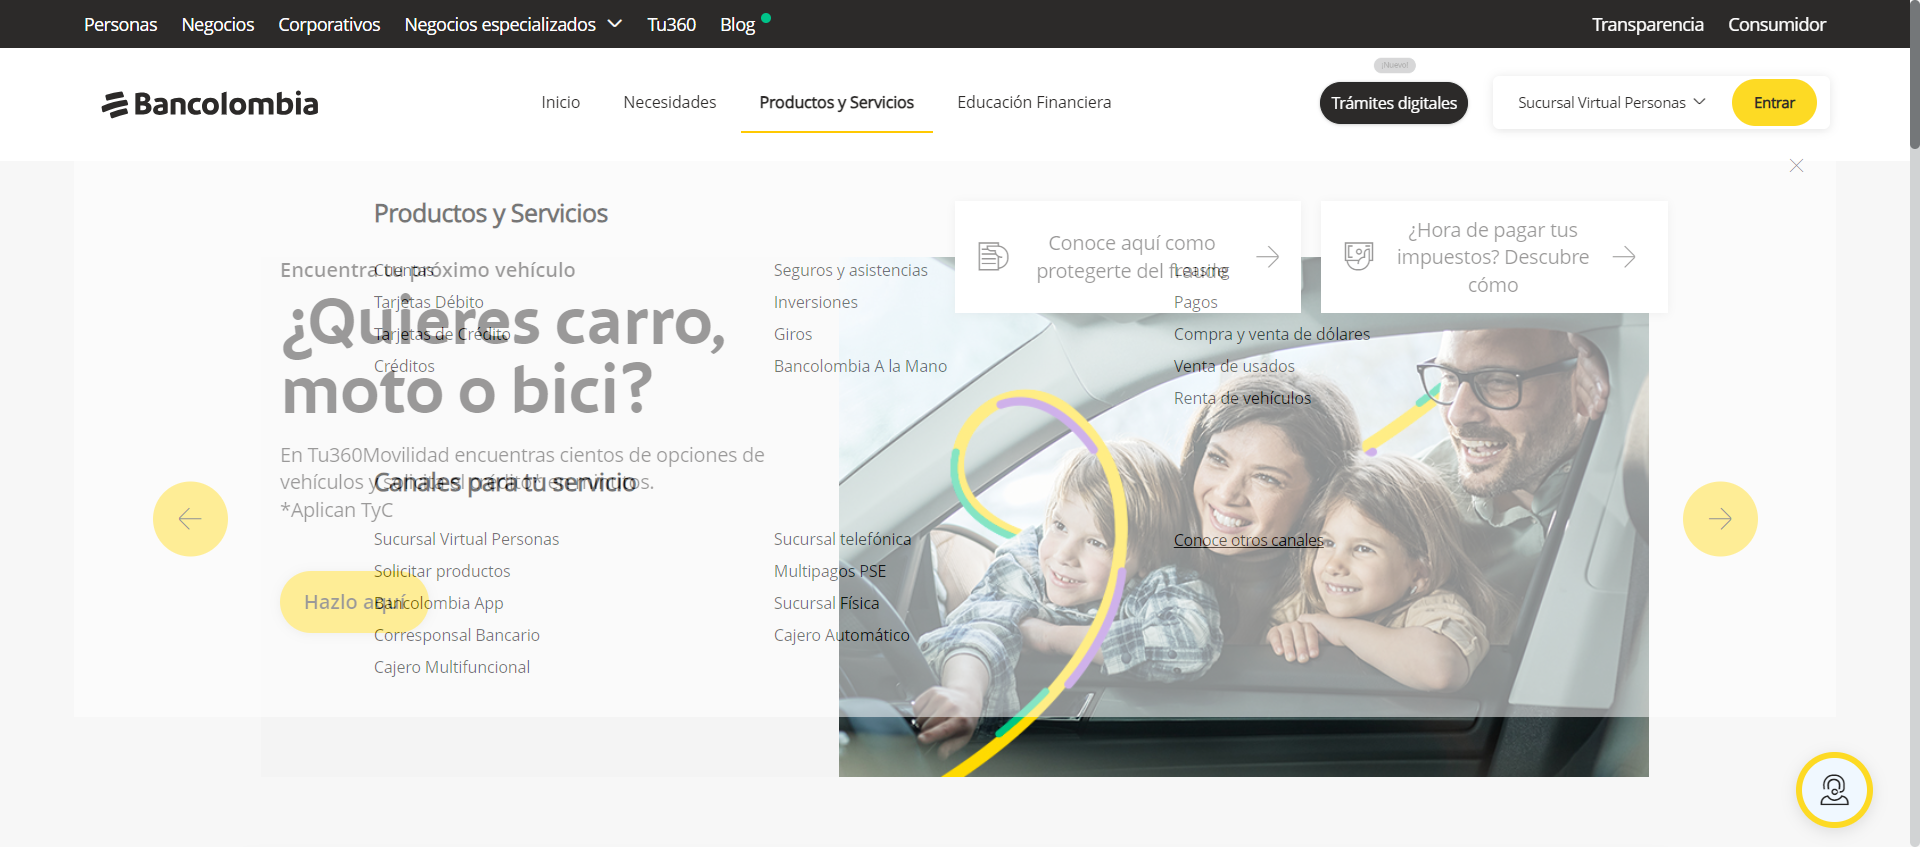 Personas Negocios Corporativos Negocios especializados Tu360 Blog Transparencia Consumidor
¡Nuevo!
Bancolombia Inicio Necesidades Productos y Servicios Educación Financiera Trámites digitales Sucursal Virtual Personas Entrar
Productos y Servicios
Conoce aquí como
protegerte del fraude
¿Hora de pagar tus
impuestos? Descubre
cómo
Encuentra tu próximo vehículo
¿Quieres carro,
moto o bici?
En Tu360Movilidad encuentras cientos de opciones de
vehículos y solicita el crédito en minutos.
*Aplican TyC
Hazlo aquí
Cuentas
Tarjetas Débito
Tarjetas de Crédito
Créditos
Seguros y asistencias
Inversiones
Giros
Bancolombia A la Mano
Leasing
Pagos
Compra y venta de dólares
Venta de usados
Renta de vehículos
Canales para tu servicio
Sucursal Virtual Personas
Solicitar productos
Bancolombia App
Corresponsal Bancario
Cajero Multifuncional
Sucursal telefónica
Multipagos PSE
Sucursal Física
Cajero Automático
Conoce otros canales